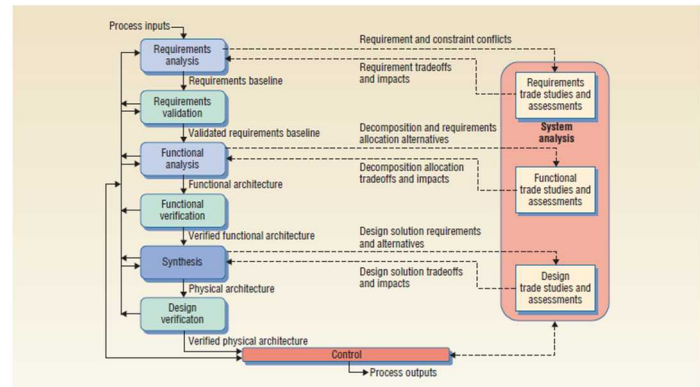 Process inputs
Requirements
analysis
Requirements baseline
Requirements
validation
Validated requirements baseline
Functional
analysis
Functional architecture
Functional
verification
Verified functional architecture
Synthesis
Physical architecture
Design
verificaton
Verified physical architecture
Control
Process outputs
Requirement and constraint conflicts
Requirement tradeoffs
and impacts
Decomposition and requirements
allocation alternatives
Decomposition allocation
tradeoffs and impacts
Design solution requirements
and alternatives
Design solution tradeoffs
and impacts
Requirements
trade studies and
assessments
System
analysis
Functional
trade studies and
assessments
Design
trade studies and
assessments